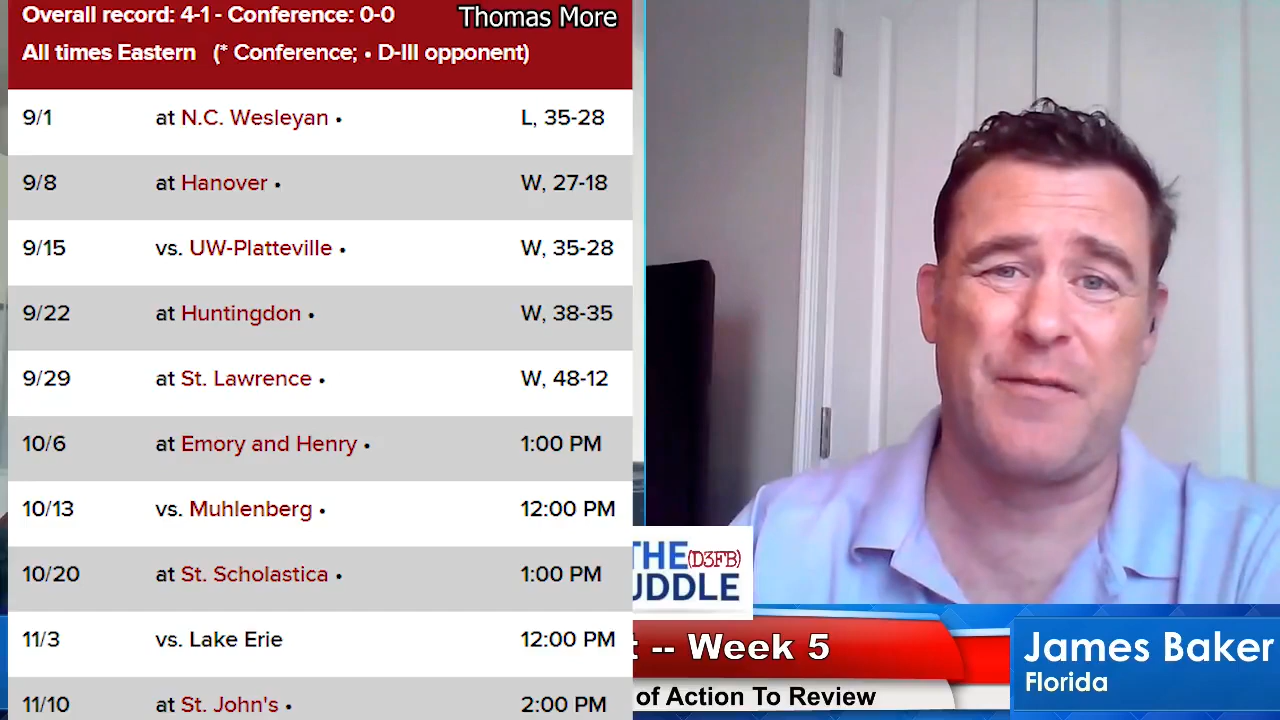 Overall record: 4-1 - Conference: 0-0
Thomas More
All times Eastern (* Conference; • D-III opponent)
9/1 at N.C. Wesleyan • L, 35-28
9/8 at Hanover • W, 27-18
9/15 vs. UW-Platteville • W, 35-28
9/22 at Huntingdon • W, 38-35
9/29 at St. Lawrence • W, 48-12
10/6 at Emory and Henry • 1:00 PM
10/13 vs. Muhlenberg • 12:00 PM
10/20 at St. Scholastica • 1:00 PM
11/3 vs. Lake Erie 12:00 PM
11/10 at St. John's • 2:00 PM
THE (D3FB)
UDDLE
t -- Week 5
of Action To Review
James Baker
Florida